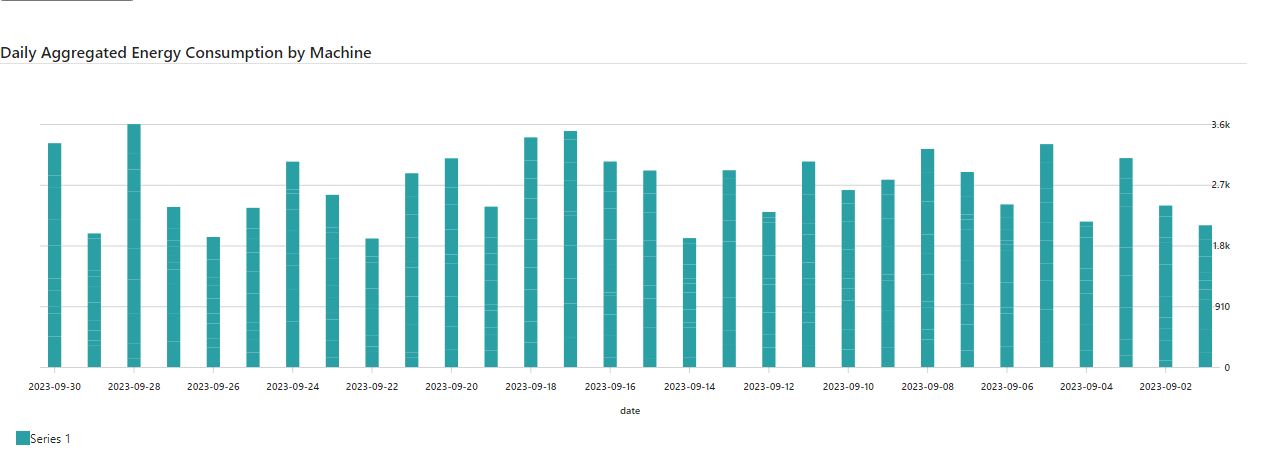 Daily Aggregated Energy Consumption by Machine
3.6k
2.7k
1.8k
910
0
2023-09-30 2023-09-28 2023-09-26 2023-09-24 2023-09-22 2023-09-20 2023-09-18 2023-09-16 2023-09-14 2023-09-12 2023-09-10 2023-09-08 2023-09-06 2023-09-04 2023-09-02
date
Series 1